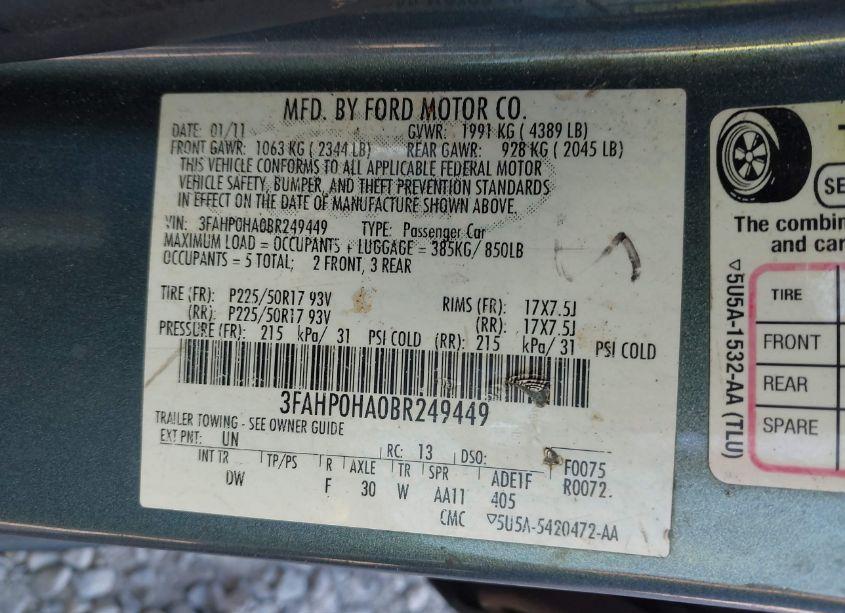 MFD. BY FORD MOTOR CO.
DATE: 01/11 GVWR: 1991 KG ( 4389 LB)
FRONT GAWR: 1063 KG ( 2344 LB) REAR GAWR: 928 KG ( 2045 LB)
THIS VEHICLE CONFORMS TO ALL APPLICABLE FEDERAL MOTOR
VEHICLE SAFETY, BUMPER, AND THEFT PREVENTION STANDARDS
IN EFFECT ON THE DATE OF MANUFACTURE SHOWN ABOVE.
VIN: 3FAHP0HA0BR249449 TYPE: Passenger Car
MAXIMUM LOAD = OCCUPANTS + LUGGAGE = 385KG/ 850LB
OCCUPANTS = 5 TOTAL; 2 FRONT, 3 REAR
TIRE (FR): P225/50R17 93V RIMS (FR): 17X7.5J
(RR): P225/50R17 93V (RR): 17X7.5J
PRESSURE (FR): 215 kPa/ 31 PSI COLD (RR): 215 kPa/ 31 PSI COLD
3FAHP0HA0BR249449
TRAILER TOWING - SEE OWNER GUIDE
EXT PNT: UN RC: 13 DSO: F0075
INT TR TP/PS R AXLE TR SPR ADE1F R0072
DW F 30 W AA11 405
CMC ▽5U5A-5420472-AA
The combin
and car
TIRE
FRONT
REAR
SPARE
▽5U5A-1532-AA (TLU)